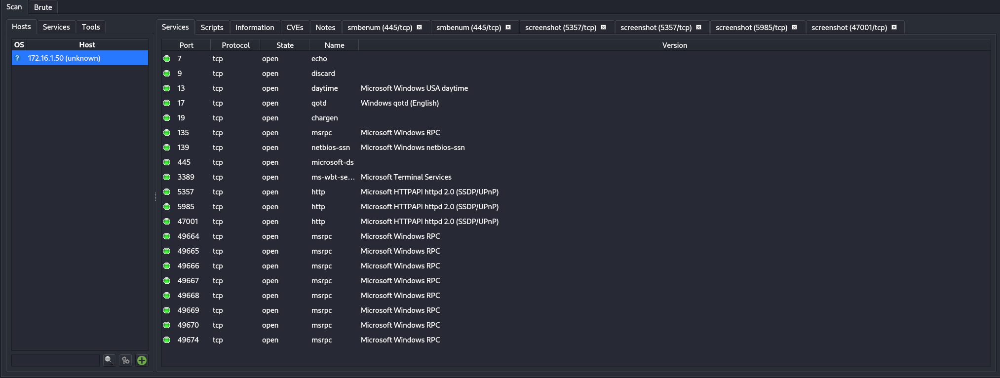 Scan Brute
Hosts Services Tools
OS Host
? 172.16.1.50 (unknown)
Services Scripts Information CVEs Notes smbenum (445/tcp) smbenum (445/tcp) screenshot (5357/tcp) screenshot (5357/tcp) screenshot (5985/tcp) screenshot (47001/tcp)
Port Protocol State Name Version
7 tcp open echo
9 tcp open discard
13 tcp open daytime Microsoft Windows USA daytime
17 tcp open qotd Windows qotd (English)
19 tcp open chargen
135 tcp open msrpc Microsoft Windows RPC
139 tcp open netbios-ssn Microsoft Windows netbios-ssn
445 tcp open microsoft-ds
3389 tcp open ms-wbt-se... Microsoft Terminal Services
5357 tcp open http Microsoft HTTPAPI httpd 2.0 (SSDP/UPnP)
5985 tcp open http Microsoft HTTPAPI httpd 2.0 (SSDP/UPnP)
47001 tcp open http Microsoft HTTPAPI httpd 2.0 (SSDP/UPnP)
49664 tcp open msrpc Microsoft Windows RPC
49665 tcp open msrpc Microsoft Windows RPC
49666 tcp open msrpc Microsoft Windows RPC
49667 tcp open msrpc Microsoft Windows RPC
49668 tcp open msrpc Microsoft Windows RPC
49669 tcp open msrpc Microsoft Windows RPC
49670 tcp open msrpc Microsoft Windows RPC
49674 tcp open msrpc Microsoft Windows RPC